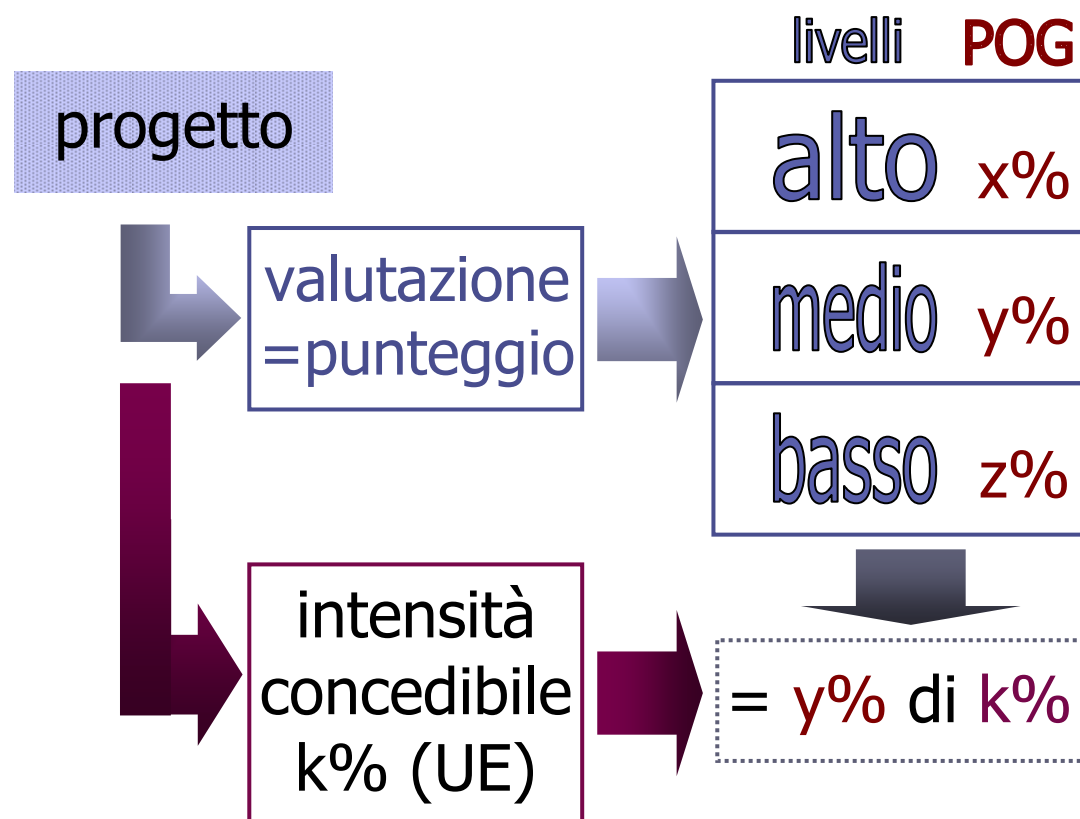 livelli POG
progetto
alto x%
valutazione
=punteggio
medio y%
basso z%
intensità
concedibile
k% (UE)
= y% di k%